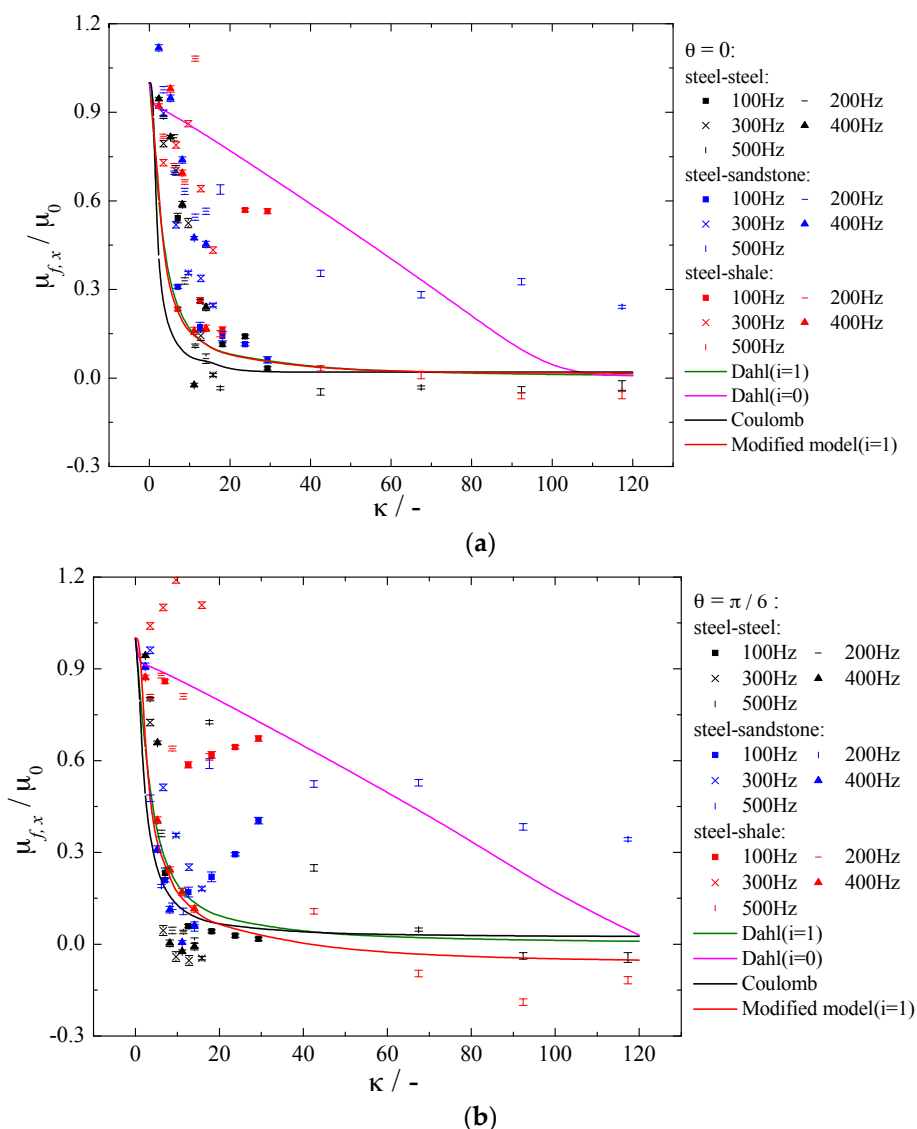 1.2
0.9
0.6
0.3
0.0
-0.3
μf,x / μ0
0 20 40 60 80 100 120
κ / -
θ = 0:
steel-steel:
100Hz 200Hz
300Hz 400Hz
500Hz
steel-sandstone:
100Hz 200Hz
300Hz 400Hz
500Hz
steel-shale:
100Hz 200Hz
300Hz 400Hz
500Hz
Dahl(i=1)
Dahl(i=0)
Coulomb
Modified model(i=1)
(a)
1.2
0.9
0.6
0.3
0.0
-0.3
μf,x / μ0
0 20 40 60 80 100 120
κ / -
θ = π / 6 :
steel-steel:
100Hz 200Hz
300Hz 400Hz
500Hz
steel-sandstone:
100Hz 200Hz
300Hz 400Hz
500Hz
steel-shale:
100Hz 200Hz
300Hz 400Hz
500Hz
Dahl(i=1)
Dahl(i=0)
Coulomb
Modified model(i=1)
(b)